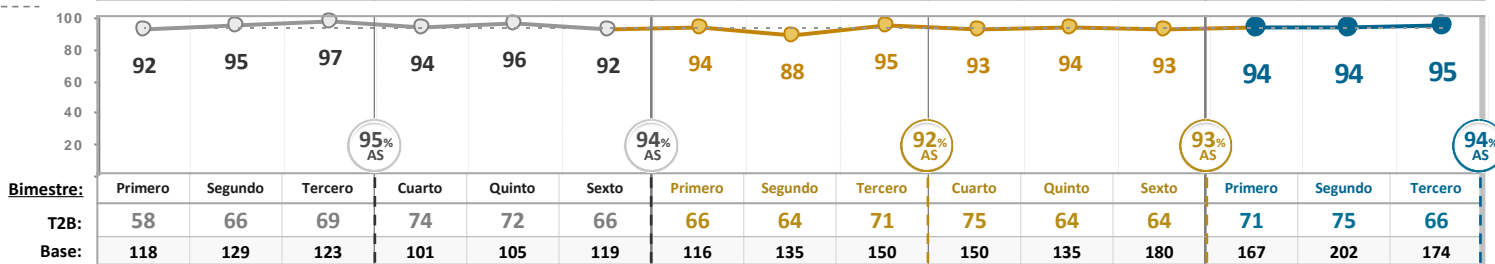 100
80
60
40
20
92 95 97 94 96 92 94 88 95 93 94 93 94 94 95
95% AS
94% AS
92% AS
93% AS
94% AS
Bimestre: Primero Segundo Tercero Cuarto Quinto Sexto Primero Segundo Tercero Cuarto Quinto Sexto Primero Segundo Tercero
T2B: 58 66 69 74 72 66 66 64 71 75 64 64 71 75 66
Base: 118 129 123 101 105 119 116 135 150 150 135 180 167 202 174